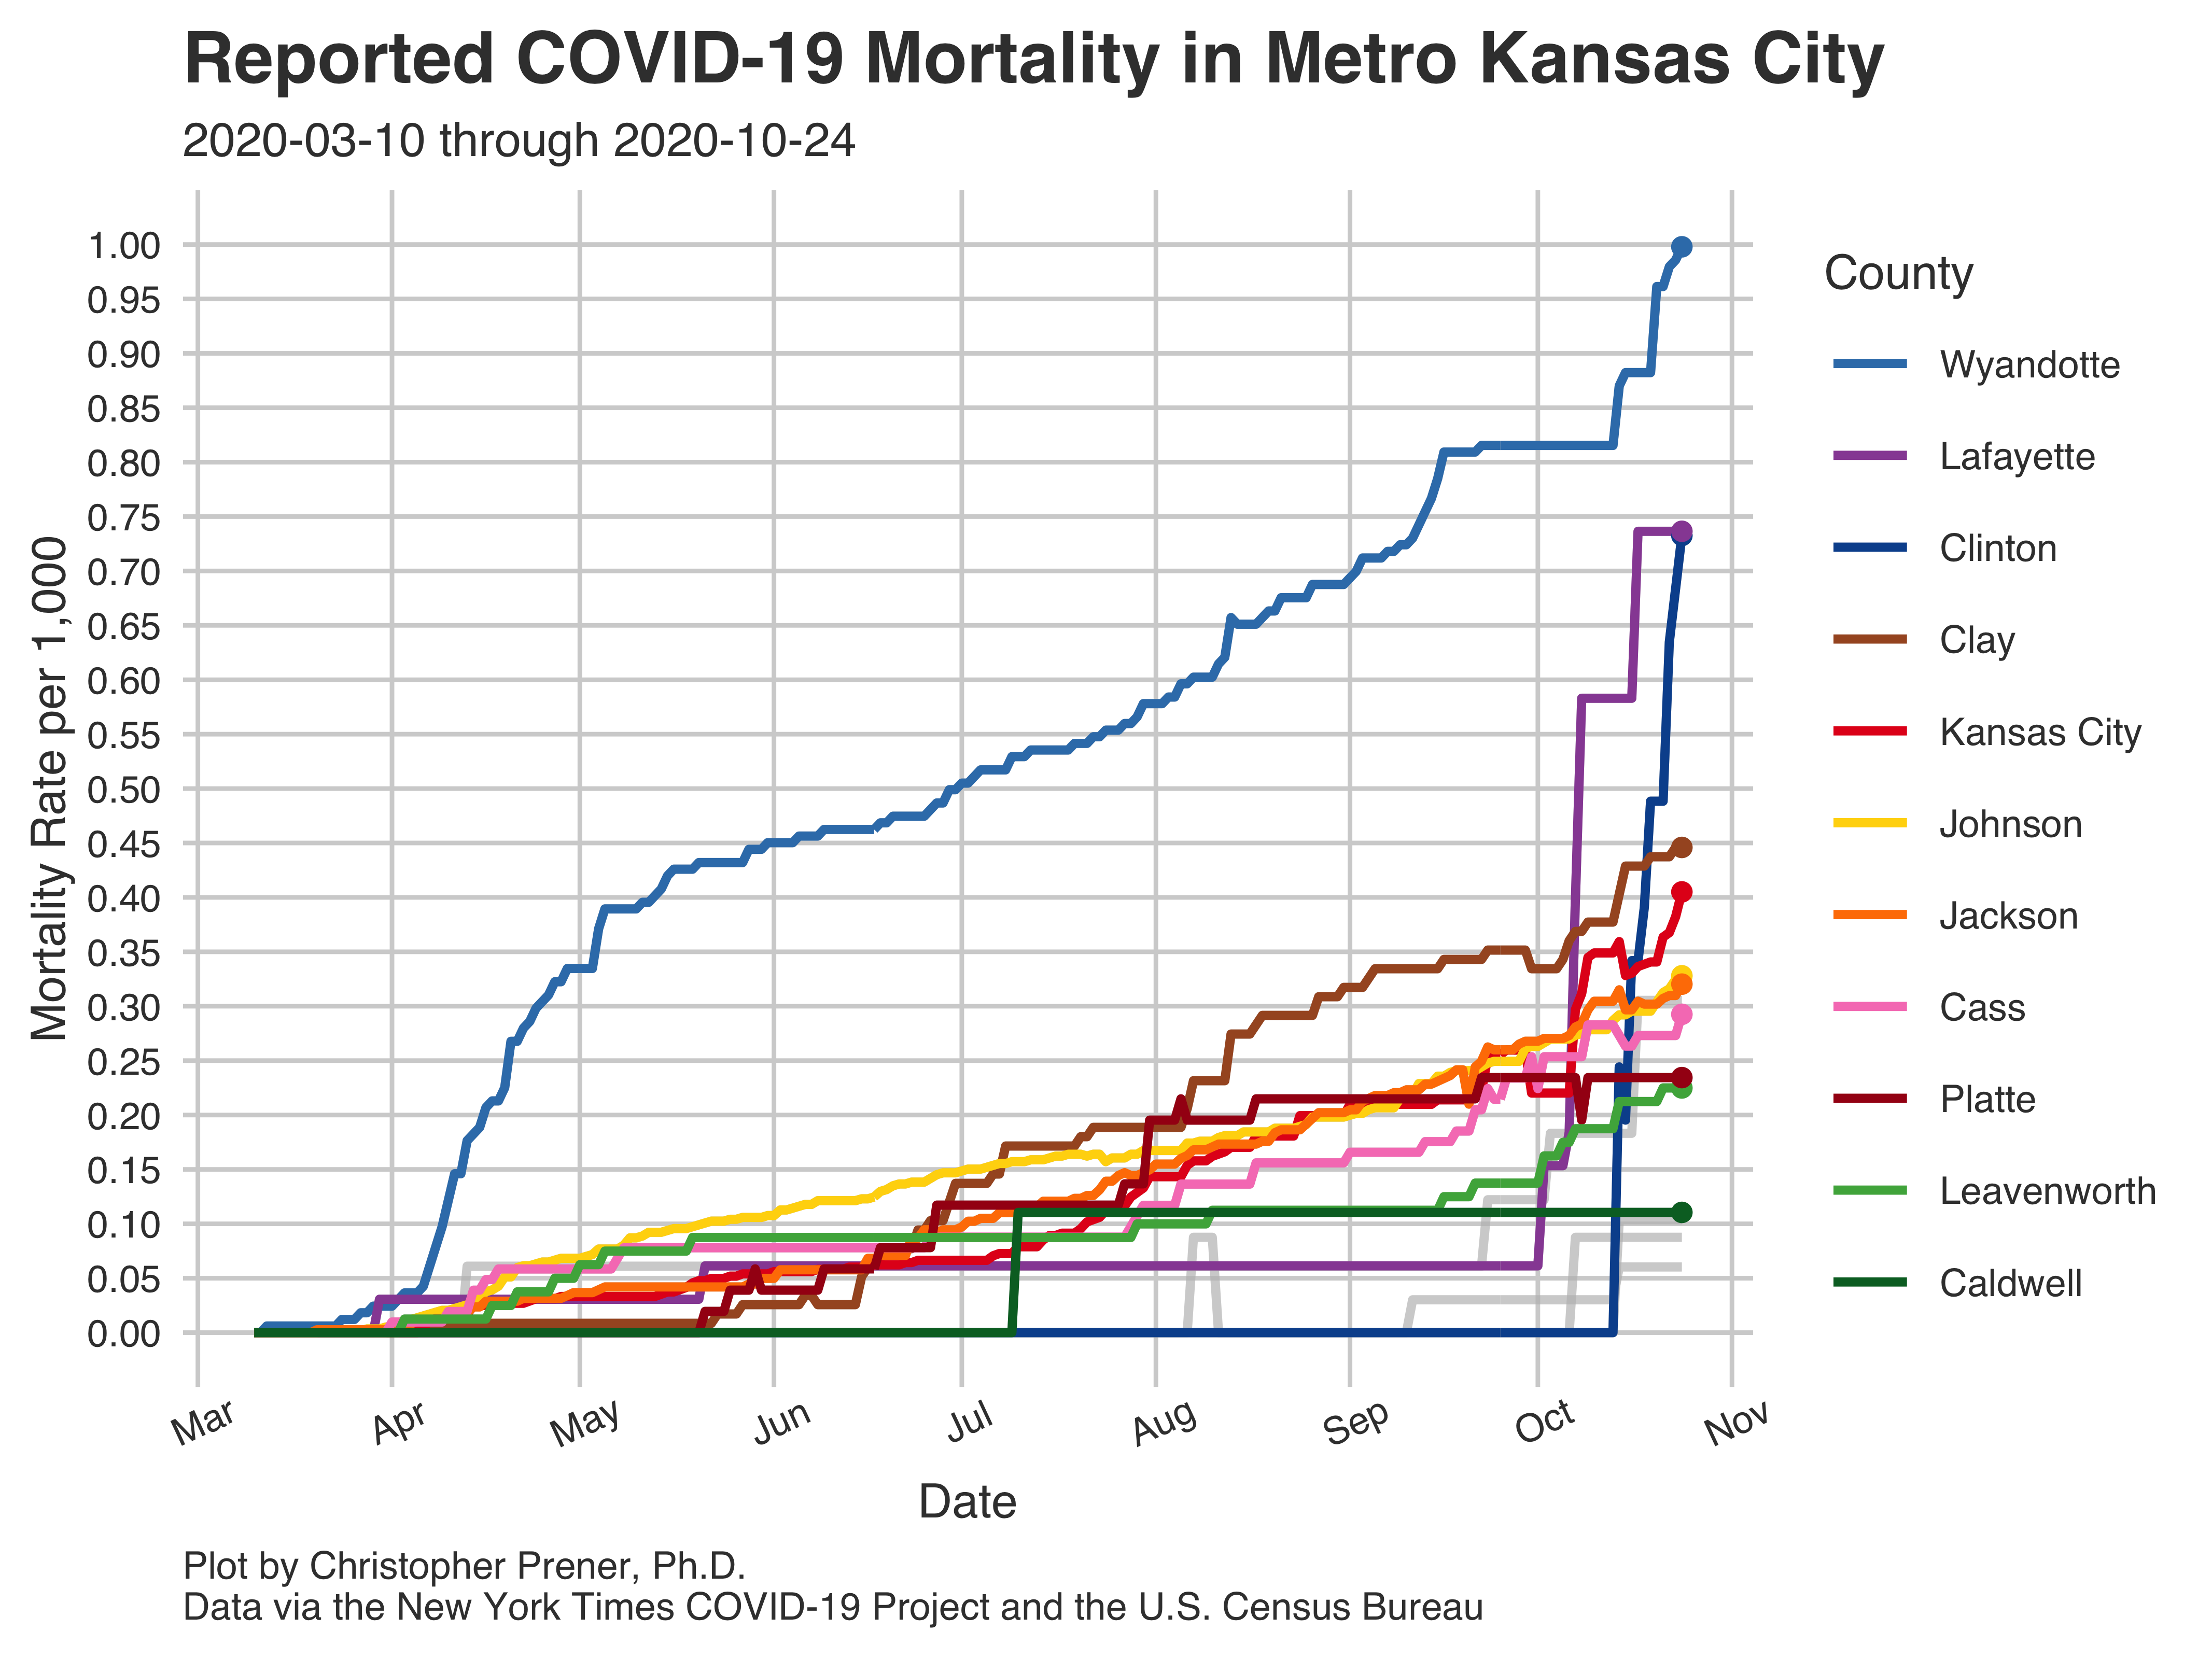 Reported COVID-19 Mortality in Metro Kansas City
2020-03-10 through 2020-10-24
Mortality Rate per 1,000
1.00
0.95
0.90
0.85
0.80
0.75
0.70
0.65
0.60
0.55
0.50
0.45
0.40
0.35
0.30
0.25
0.20
0.15
0.10
0.05
0.00
Mar
Apr
May
Jun
Jul
Aug
Sep
Oct
Nov
Date
County
Wyandotte
Lafayette
Clinton
Clay
Kansas City
Johnson
Jackson
Cass
Platte
Leavenworth
Caldwell
Plot by Christopher Prener, Ph.D.
Data via the New York Times COVID-19 Project and the U.S. Census Bureau